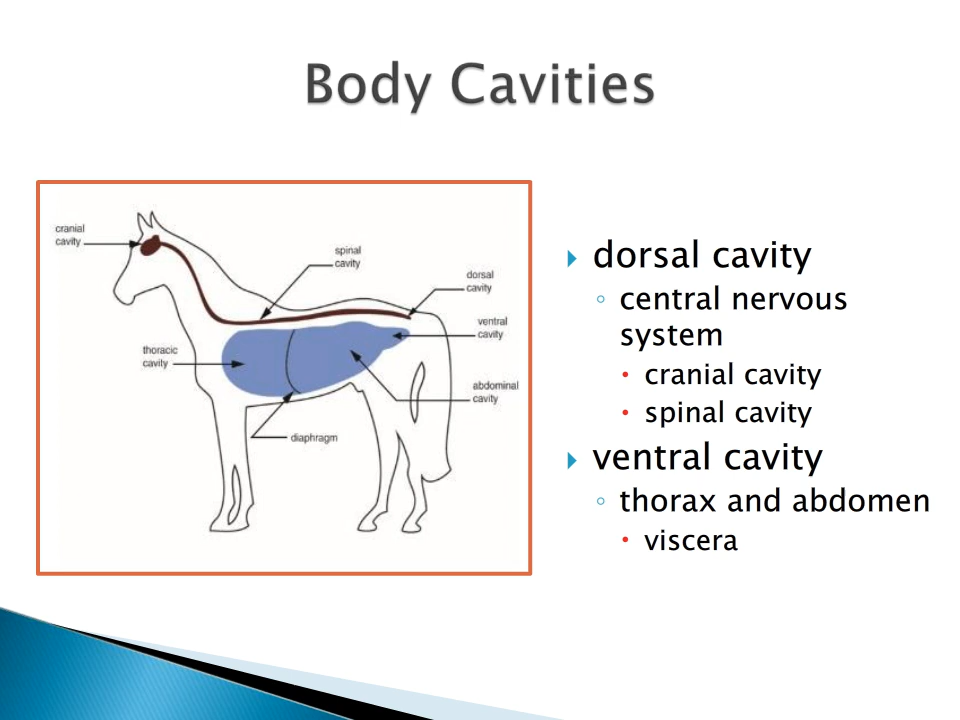 Body Cavities
cranial
cavity
spinal
cavity
dorsal
cavity
ventral
cavity
thoracic
cavity
abdominal
cavity
diaphragm
dorsal cavity
central nervous
system
cranial cavity
spinal cavity
ventral cavity
thorax and abdomen
viscera